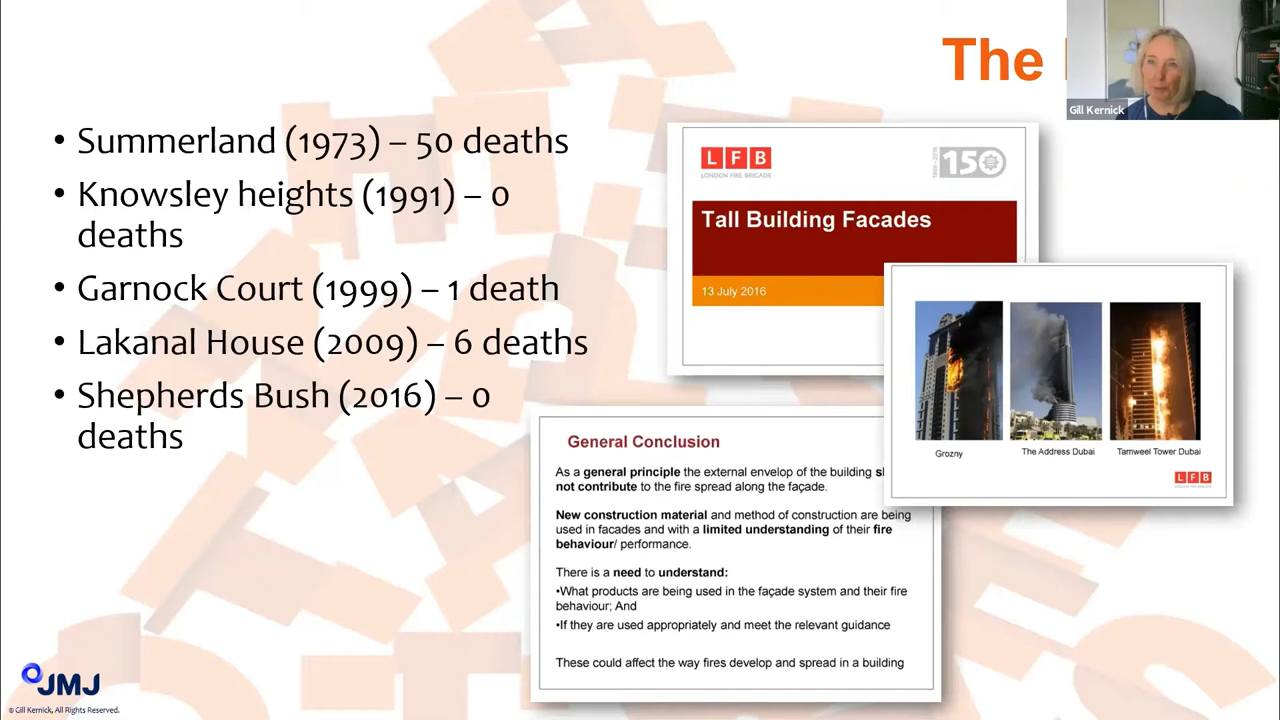 The
Gill Kernick
• Summerland (1973) – 50 deaths
• Knowsley heights (1991) – 0
deaths
• Garnock Court (1999) – 1 death
• Lakanal House (2009) – 6 deaths
• Shepherds Bush (2016) – 0
deaths
LFB
LONDON FIRE BRIGADE
150
Tall Building Facades
13 July 2016
Grozny
The Address Dubai
Tamweel Tower Dubai
LFB
General Conclusion
As a general principle the external envelop of the building
not contribute to the fire spread along the façade.
New construction material and method of construction are being
used in facades and with a limited understanding of their fire
behaviour/ performance.
There is a need to understand:
•What products are being used in the façade system and their fire
behaviour; And
•If they are used appropriately and meet the relevant guidance
These could affect the way fires develop and spread in a building
JMJ
© Gill Kernick, All Rights Reserved.